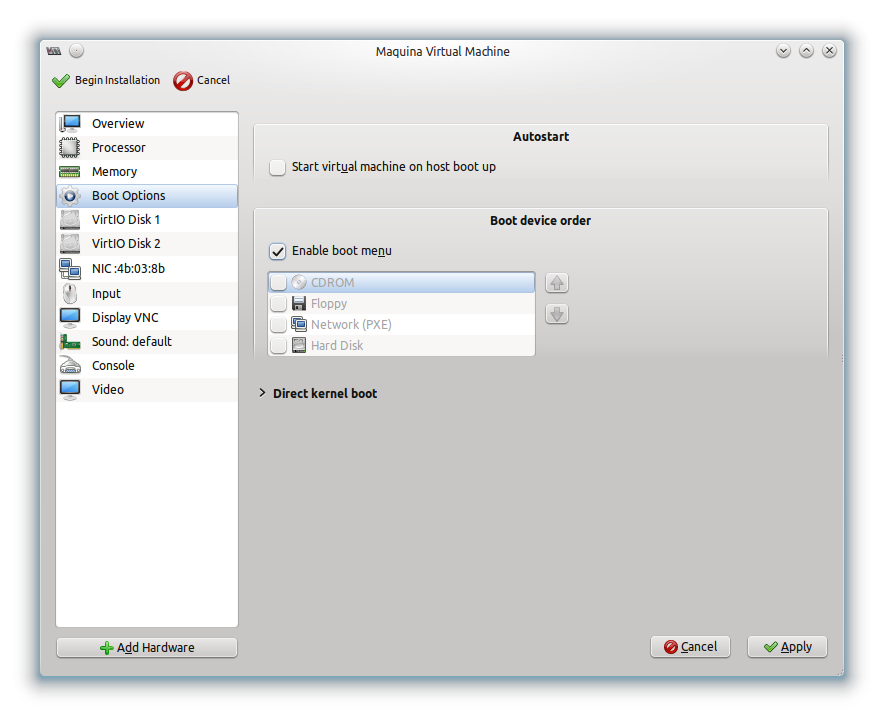 Maquina Virtual Machine
Begin Installation Cancel
Overview
Processor
Memory
Boot Options
VirtIO Disk 1
VirtIO Disk 2
NIC :4b:03:8b
Input
Display VNC
Sound: default
Console
Video
Add Hardware
Autostart
Start virtual machine on host boot up
Boot device order
Enable boot menu
CDROM
Floppy
Network (PXE)
Hard Disk
Direct kernel boot
Cancel Apply